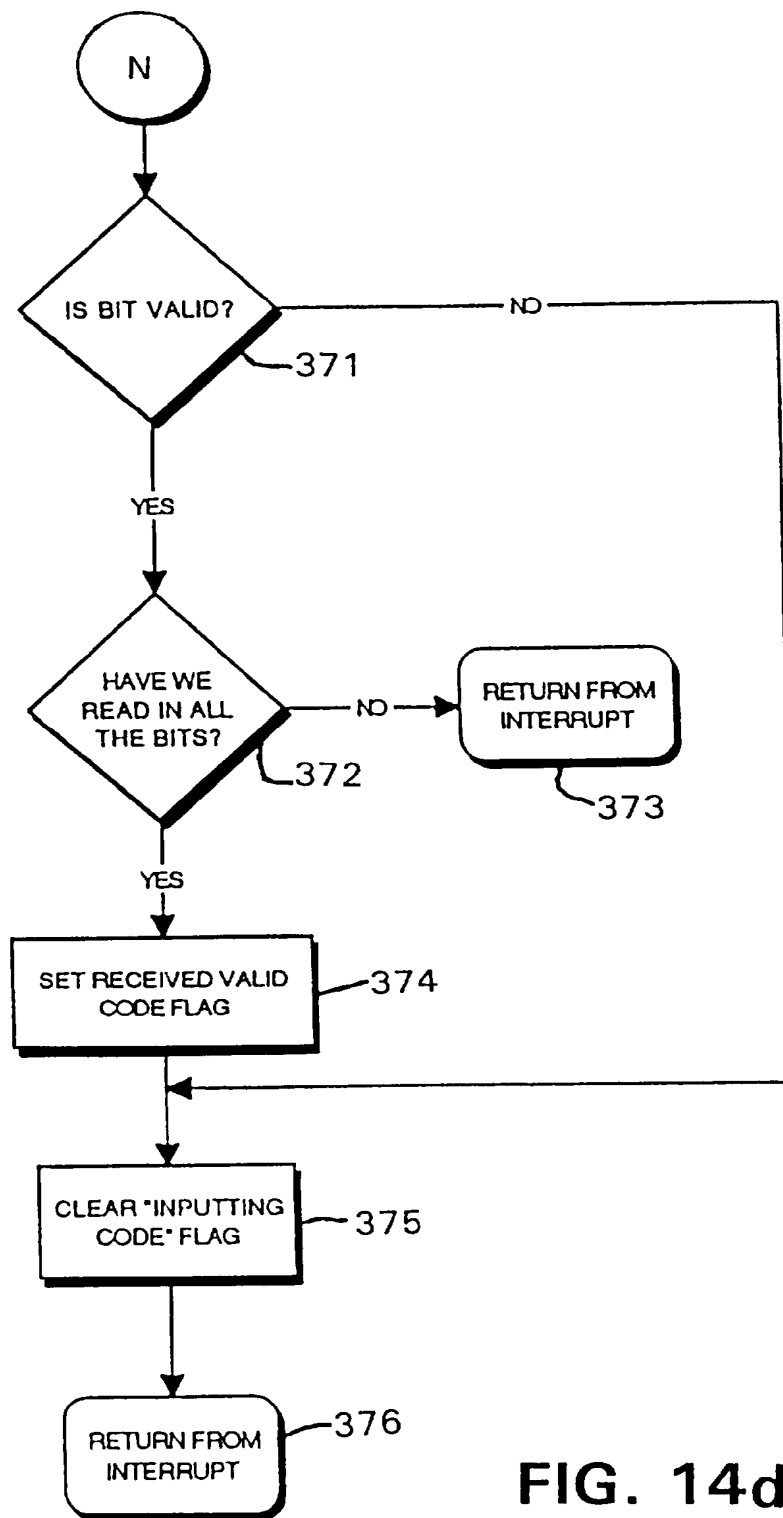 N
IS BIT VALID?
NO
371
YES
HAVE WE
READ IN ALL
THE BITS?
NO
RETURN FROM
INTERRUPT
372
373
YES
SET RECEIVED VALID
CODE FLAG
374
CLEAR "INPUTTING
CODE" FLAG
375
RETURN FROM
INTERRUPT
376
FIG. 14d